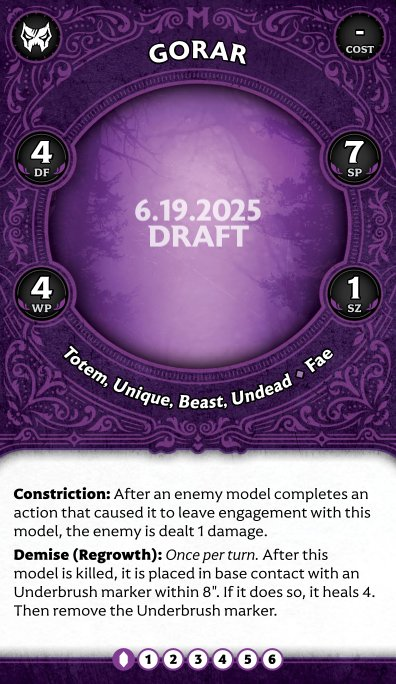 GORAR
-
COST
4
DF
7
SP
6.19.2025
DRAFT
4
WP
1
SZ
Totem, Unique, Beast, Undead ◆ Fae
Constriction: After an enemy model completes an
action that caused it to leave engagement with this
model, the enemy is dealt 1 damage.
Demise (Regrowth): Once per turn. After this
model is killed, it is placed in base contact with an
Underbrush marker within 8". If it does so, it heals 4.
Then remove the Underbrush marker.
1 2 3 4 5 6